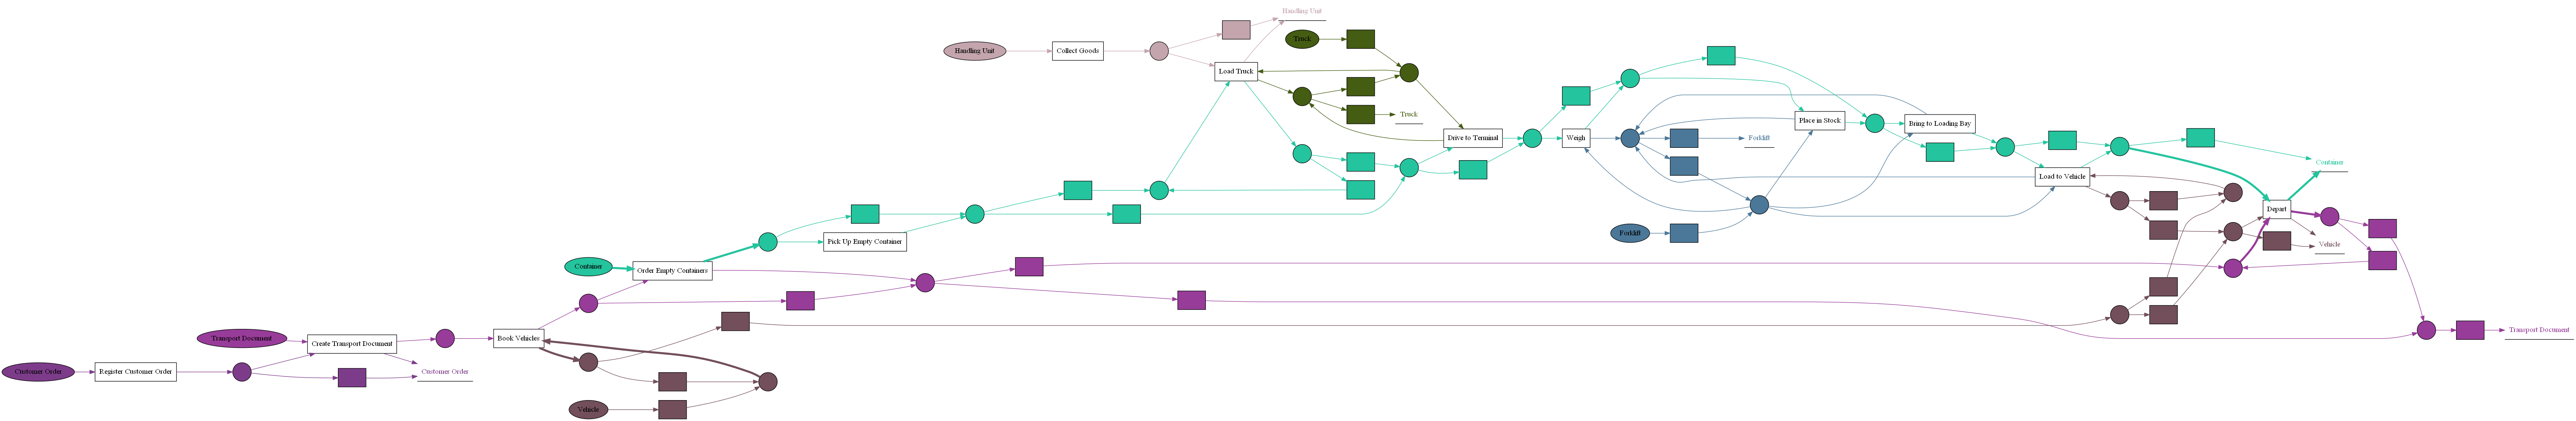 Handling Unit
Truck
Handling Unit
Collect Goods
Load Truck
Truck
Drive to Terminal
Weigh
Forklift
Place in Stock
Bring to Loading Bay
Container
Load to Vehicle
Depart
Forklift
Pick Up Empty Container
Vehicle
Container
Order Empty Containers
Transport Document
Create Transport Document
Book Vehicles
Transport Document
Customer Order
Register Customer Order
Customer Order
Vehicle